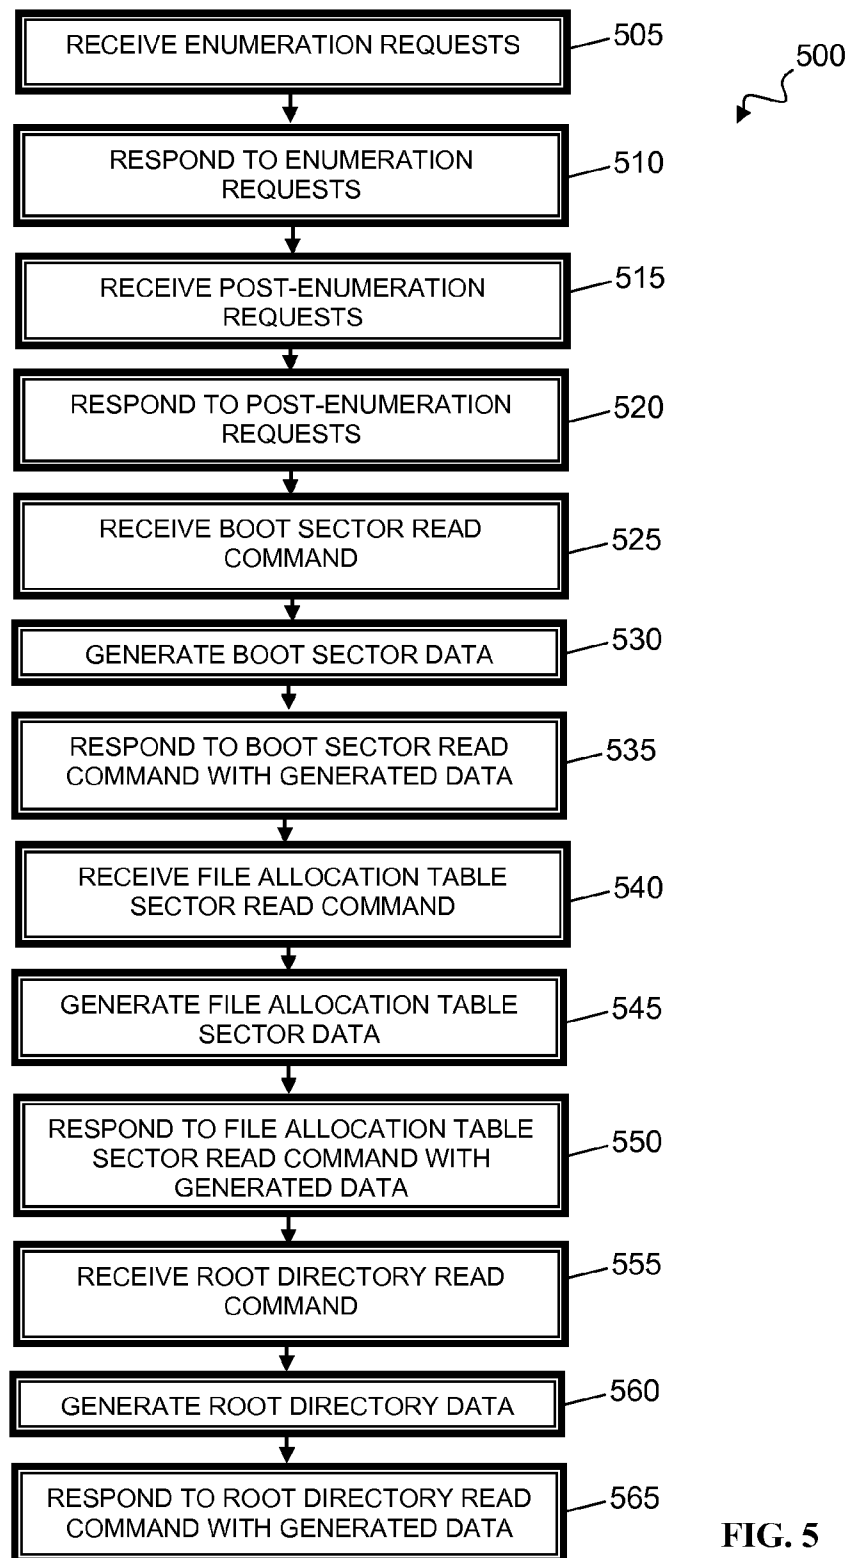 RECEIVE ENUMERATION REQUESTS
505
500
RESPOND TO ENUMERATION
REQUESTS
510
RECEIVE POST-ENUMERATION
REQUESTS
515
RESPOND TO POST-ENUMERATION
REQUESTS
520
RECEIVE BOOT SECTOR READ
COMMAND
525
GENERATE BOOT SECTOR DATA
530
RESPOND TO BOOT SECTOR READ
COMMAND WITH GENERATED DATA
535
RECEIVE FILE ALLOCATION TABLE
SECTOR READ COMMAND
540
GENERATE FILE ALLOCATION TABLE
SECTOR DATA
545
RESPOND TO FILE ALLOCATION TABLE
SECTOR READ COMMAND WITH
GENERATED DATA
550
RECEIVE ROOT DIRECTORY READ
COMMAND
555
GENERATE ROOT DIRECTORY DATA
560
RESPOND TO ROOT DIRECTORY READ
COMMAND WITH GENERATED DATA
565
FIG. 5